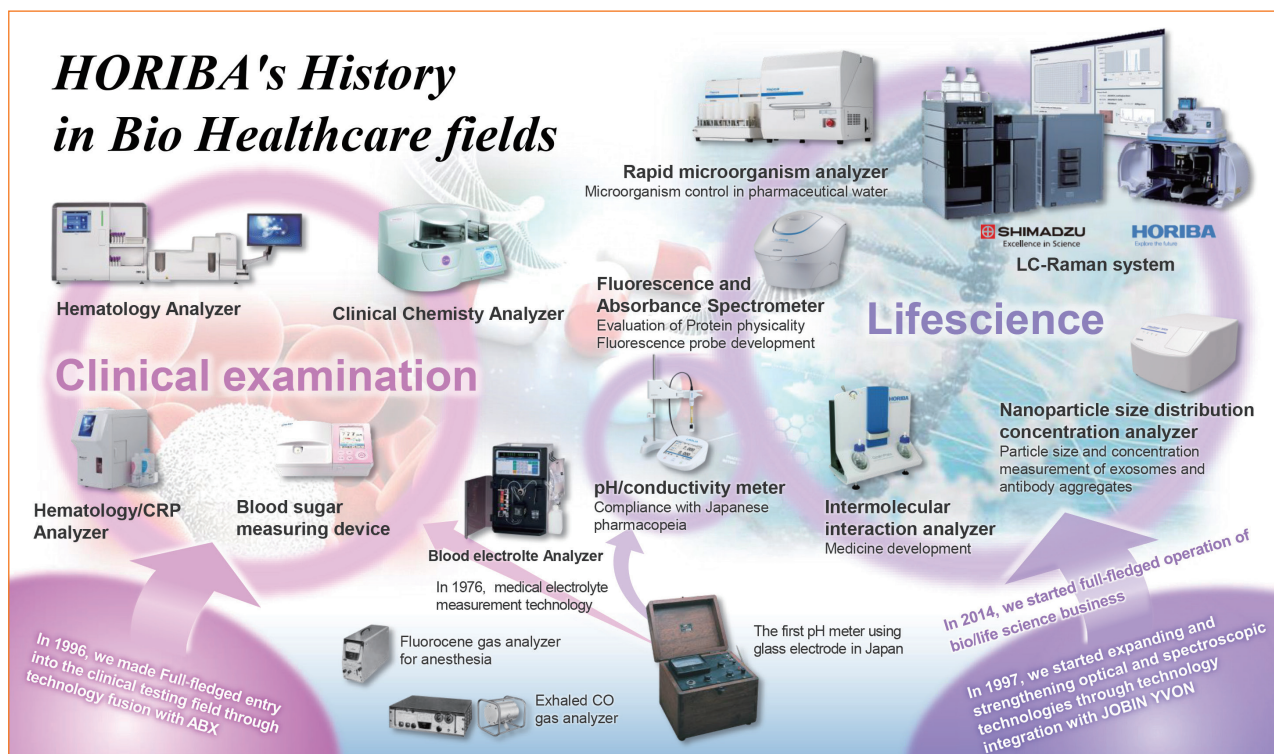 HORIBA's History
in Bio Healthcare fields
Rapid microorganism analyzer
Microorganism control in pharmaceutical water
SHIMADZU
Excellence in Science
HORIBA
Explore the future
LC-Raman system
Hematology Analyzer
Clinical Chemisty Analyzer
Fluorescence and
Absorbance Spectrometer
Evaluation of Protein physicality
Fluorescence probe development
Lifescience
Clinical examination
Hematology/CRP
Analyzer
Blood sugar
measuring device
Blood electrolte Analyzer
In 1976, medical electrolyte
measurement technology
pH/conductivity meter
Compliance with Japanese
pharmacopeia
HORIBA
Intermolecular
interaction analyzer
Medicine development
Nanoparticle size distribution
concentration analyzer
Particle size and concentration
measurement of exosomes and
antibody aggregates
In 1996, we made Full-fledged entry
into the clinical testing field through
technology fusion with ABX
Fluorocene gas analyzer
for anesthesia
Exhaled CO
gas analyzer
The first pH meter using
glass electrode in Japan
In 2014, we started full-fledged operation of
bio/life science business
In 1997, we started expanding and
strengthening optical and spectroscopic
technologies through technology
integration with JOBIN YVON